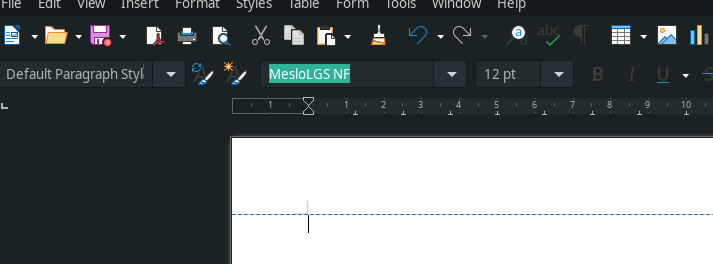 File Edit View Insert Format Styles Table Form Tools Window Help
Default Paragraph Styl MesloLGS NF 12 pt B I U S
1 1 2 3 4 5 6 7 8 9 10